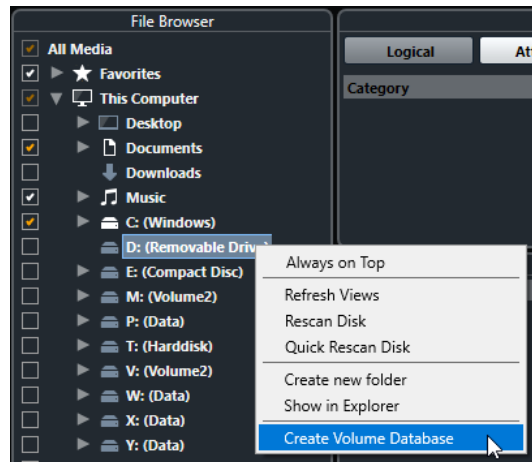 File Browser
All Media
Favorites
This Computer
Desktop
Documents
Downloads
Music
C: (Windows)
D: (Removable Drive)
E: (Compact Disc)
M: (Volume2)
P: (Data)
T: (Harddisk)
V: (Volume2)
W: (Data)
X: (Data)
Y: (Data)
Logical
Category
Always on Top
Refresh Views
Rescan Disk
Quick Rescan Disk
Create new folder
Show in Explorer
Create Volume Database